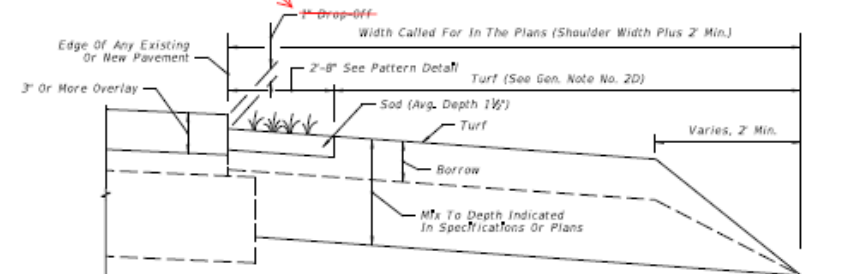 1" Drop-Off
Width Called For In The Plans (Shoulder Width Plus 2' Min.)
Edge Of Any Existing
Or New Pavement
2'-8" See Pattern Detail
Turf (See Gen. Note No. 2D)
3" Or More Overlay
Sod (Avg. Depth 1½")
Turf
Varies, 2' Min.
Borrow
Mix To Depth Indicated
In Specifications Or Plans